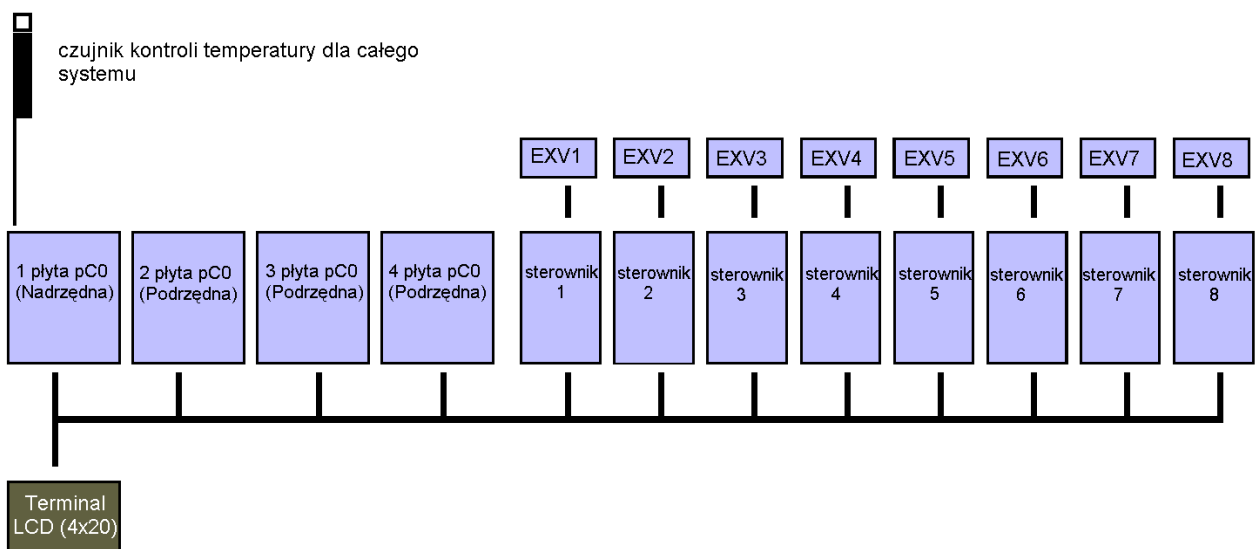 czujnik kontroli temperatury dla całego
systemu
EXV1
EXV2
EXV3
EXV4
EXV5
EXV6
EXV7
EXV8
1 płyta pC0
(Nadrzędna)
2 płyta pC0
(Podrzędna)
3 płyta pC0
(Podrzędna)
4 płyta pC0
(Podrzędna)
sterownik
1
sterownik
2
sterownik
3
sterownik
4
sterownik
5
sterownik
6
sterownik
7
sterownik
8
Terminal
LCD (4x20)